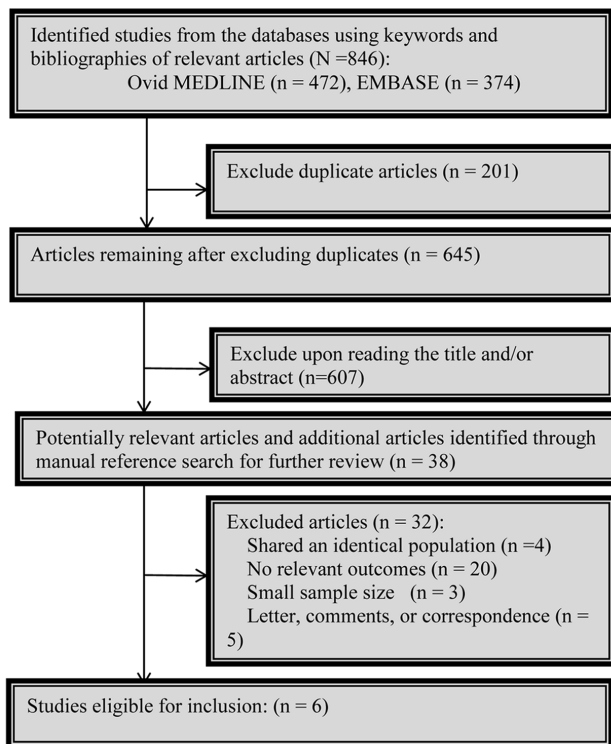 Identified studies from the databases using keywords and
bibliographies of relevant articles (N =846):
Ovid MEDLINE (n = 472), EMBASE (n = 374)
Exclude duplicate articles (n = 201)
Articles remaining after excluding duplicates (n = 645)
Exclude upon reading the title and/or
abstract (n=607)
Potentially relevant articles and additional articles identified through
manual reference search for further review (n = 38)
Excluded articles (n = 32):
Shared an identical population (n =4)
No relevant outcomes (n = 20)
Small sample size (n = 3)
Letter, comments, or correspondence (n =
5)
Studies eligible for inclusion: (n = 6)